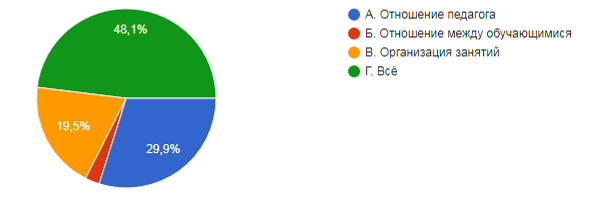 48,1%
19,5%
29,9%
А. Отношение педагога
Б. Отношение между обучающимися
В. Организация занятий
Г. Всё